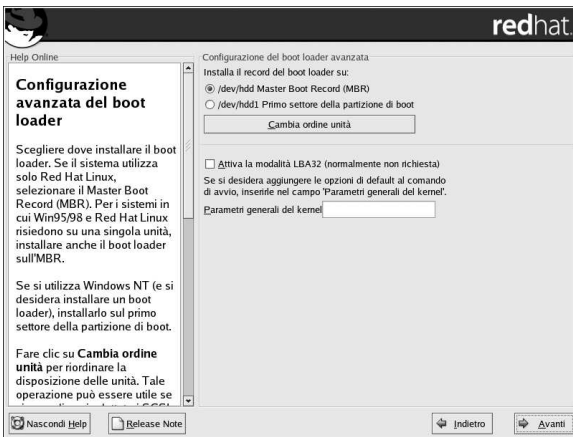 redhat.
Help Online
Configurazione
avanzata del boot
loader
Scegliere dove installare il boot
loader. Se il sistema utilizza
solo Red Hat Linux,
selezionare il Master Boot
Record (MBR). Per i sistemi in
cui Win95/98 e Red Hat Linux
risiedono su una singola unità,
installare anche il boot loader
sull'MBR.
Se si utilizza Windows NT (e si
desidera installare un boot
loader), installarlo sul primo
settore della partizione di boot.
Fare clic su Cambia ordine
unità per riordinare la
disposizione delle unità. Tale
operazione può essere utile se
Configurazione del boot loader avanzata
Installa il record del boot loader su:
/dev/hdd Master Boot Record (MBR)
/dev/hdd1 Primo settore della partizione di boot
Cambia ordine unità
Attiva la modalità LBA32 (normalmente non richiesta)
Se si desidera aggiungere le opzioni di default al comando
di avvio, inserirle nel campo 'Parametri generali del kernel'.
Parametri generali del kernel
Nascondi Help
Release Note
Indietro
Avanti